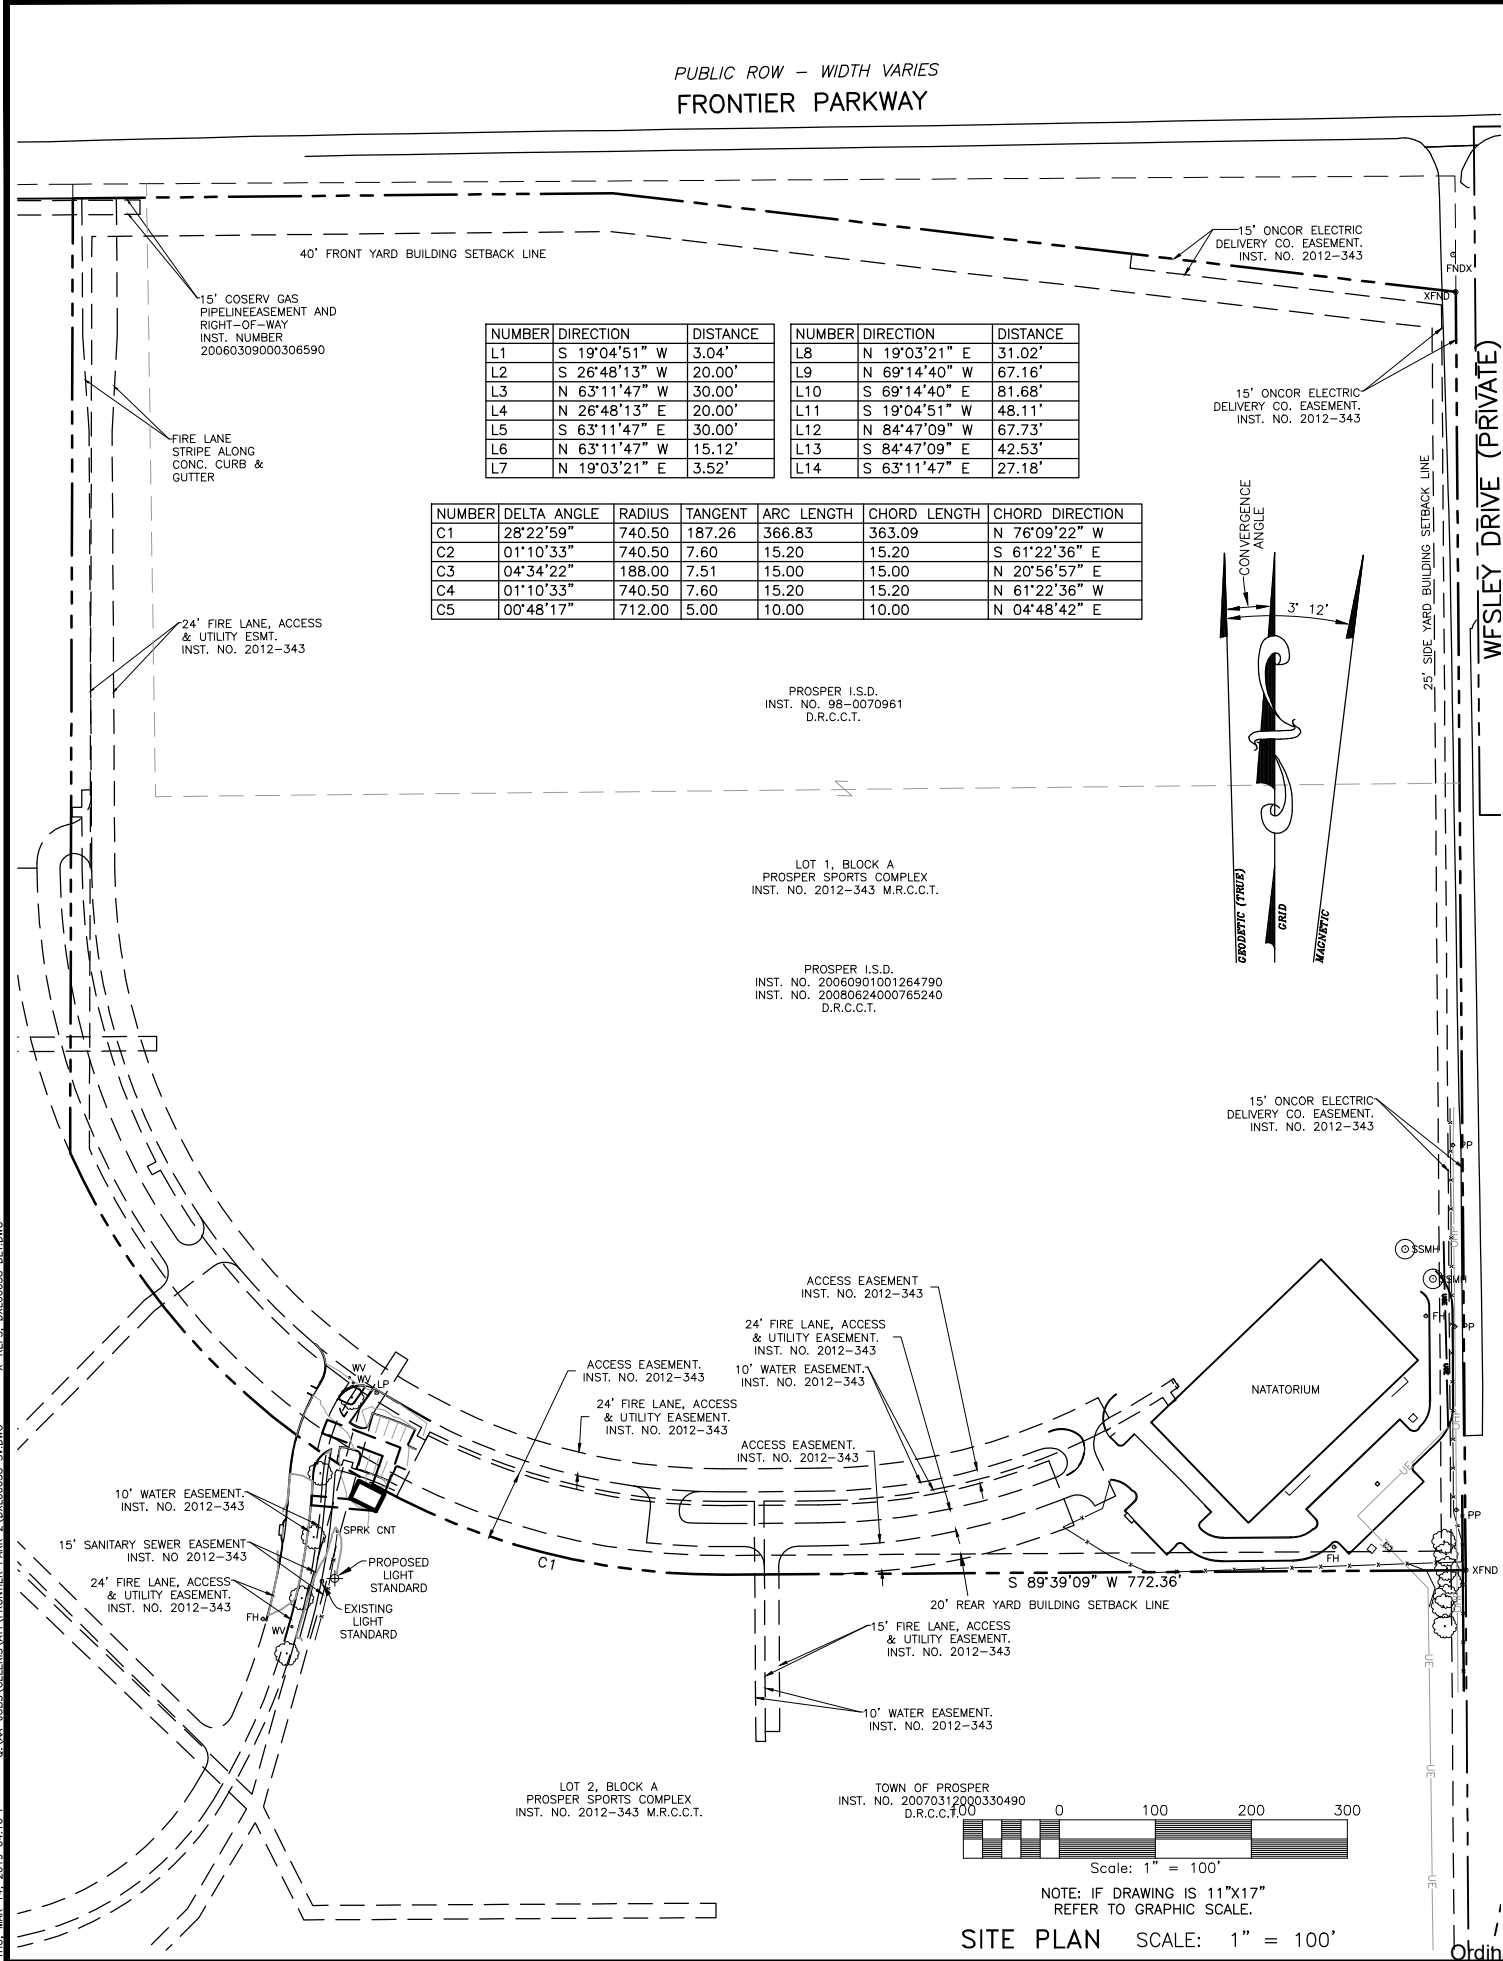 PUBLIC ROW – WIDTH VARIES
FRONTIER PARKWAY
40' FRONT YARD BUILDING SETBACK LINE
15' ONCOR ELECTRIC
DELIVERY CO. EASEMENT.
INST. NO. 2012–343
FNDX
XFND
15' COSERV GAS
PIPELINEEASEMENT AND
RIGHT–OF–WAY
INST. NUMBER
20060309000306590
NUMBER DIRECTION DISTANCE
L1 S 19°04'51" W 3.04'
L2 S 26°48'13" W 20.00'
L3 N 63°11'47" W 30.00'
L4 N 26°48'13" E 20.00'
L5 S 63°11'47" E 30.00'
L6 N 63°11'47" W 15.12'
L7 N 19°03'21" E 3.52'
NUMBER DIRECTION DISTANCE
L8 N 19°03'21" E 31.02'
L9 N 69°14'40" W 67.16'
L10 S 69°14'40" E 81.68'
L11 S 19°04'51" W 48.11'
L12 N 84°47'09" W 67.73'
L13 S 84°47'09" E 42.53'
L14 S 63°11'47" E 27.18'
15' ONCOR ELECTRIC
DELIVERY CO. EASEMENT.
INST. NO. 2012–343
WESLEY DRIVE (PRIVATE)
25' SIDE YARD BUILDING SETBACK LINE
FIRE LANE
STRIPE ALONG
CONC. CURB &
GUTTER
NUMBER DELTA ANGLE RADIUS TANGENT ARC LENGTH CHORD LENGTH CHORD DIRECTION
C1 28°22'59" 740.50 187.26 366.83 363.09 N 76°09'22" W
C2 01°10'33" 740.50 7.60 15.20 15.20 S 61°22'36" E
C3 04°34'22" 188.00 7.51 15.00 15.00 N 20°56'57" E
C4 01°10'33" 740.50 7.60 15.20 15.20 N 61°22'36" W
C5 00°48'17" 712.00 5.00 10.00 10.00 N 04°48'42" E
CONVERGENCE
ANGLE
3° 12'
GEODETIC (TRUE)
GRID
MAGNETIC
24' FIRE LANE, ACCESS
& UTILITY ESMT.
INST. NO. 2012–343
PROSPER I.S.D.
INST. NO. 98–0070961
D.R.C.C.T.
LOT 1, BLOCK A
PROSPER SPORTS COMPLEX
INST. NO. 2012–343 M.R.C.C.T.
PROSPER I.S.D.
INST. NO. 20060901001264790
INST. NO. 20080624000765240
D.R.C.C.T.
15' ONCOR ELECTRIC
DELIVERY CO. EASEMENT.
INST. NO. 2012–343
PP
SSMH
SSMH
FH
PP
ACCESS EASEMENT
INST. NO. 2012–343
24' FIRE LANE, ACCESS
& UTILITY EASEMENT.
INST. NO. 2012–343
10' WATER EASEMENT.
INST. NO. 2012–343
ACCESS EASEMENT.
INST. NO. 2012–343
24' FIRE LANE, ACCESS
& UTILITY EASEMENT.
INST. NO. 2012–343
ACCESS EASEMENT.
INST. NO. 2012–343
NATATORIUM
WV
WV
LP
UE
PP
FH
XFND
10' WATER EASEMENT.
INST. NO. 2012–343
15' SANITARY SEWER EASEMENT
INST. NO 2012–343
24' FIRE LANE, ACCESS
& UTILITY EASEMENT.
INST. NO. 2012–343
FH
WV
SPRK CNT
PROPOSED
LIGHT
STANDARD
EXISTING
LIGHT
STANDARD
C1
S 89°39'09" W 772.36'
20' REAR YARD BUILDING SETBACK LINE
15' FIRE LANE, ACCESS
& UTILITY EASEMENT.
INST. NO. 2012–343
10' WATER EASEMENT.
INST. NO. 2012–343
UE
UE
UE
LOT 2, BLOCK A
PROSPER SPORTS COMPLEX
INST. NO. 2012–343 M.R.C.C.T.
TOWN OF PROSPER
INST. NO. 20070312000330490
D.R.C.C.T.
100 0 100 200 300
Scale: 1" = 100'
NOTE: IF DRAWING IS 11"X17"
REFER TO GRAPHIC SCALE.
SITE PLAN SCALE: 1" = 100'
Ordin